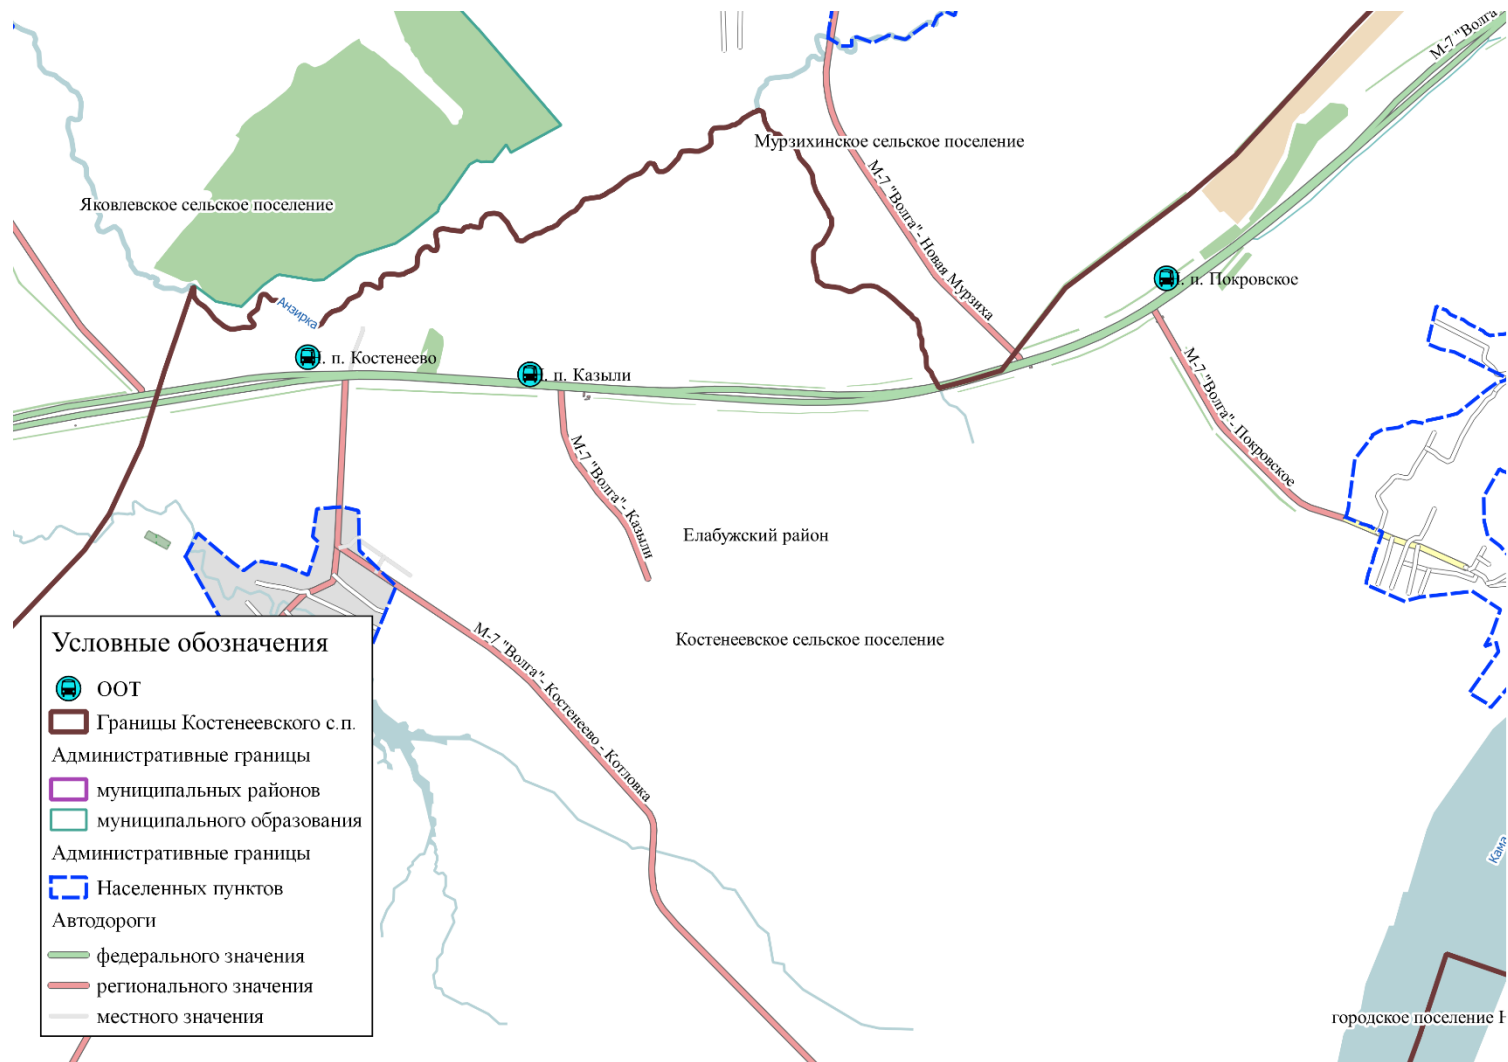 М-7 "Волга
Мурзихинское сельское поселение
Яковлевское сельское поселение
М-7 "Волга"- Новая Мурзиха
п. Покровское
Анзирка
п. Костенеево
п. Казыли
М-7 "Волга"- Покровское
М-7 "Волга"- Казыли
Елабужский район
Костенеевское сельское поселение
М-7 "Волга"- Костенеево - Котловка
Кама
городское поселение Н
Условные обозначения
ООТ
Границы Костенеевского с.п.
Административные границы
муниципальных районов
муниципального образования
Административные границы
Населенных пунктов
Автодороги
федерального значения
регионального значения
местного значения